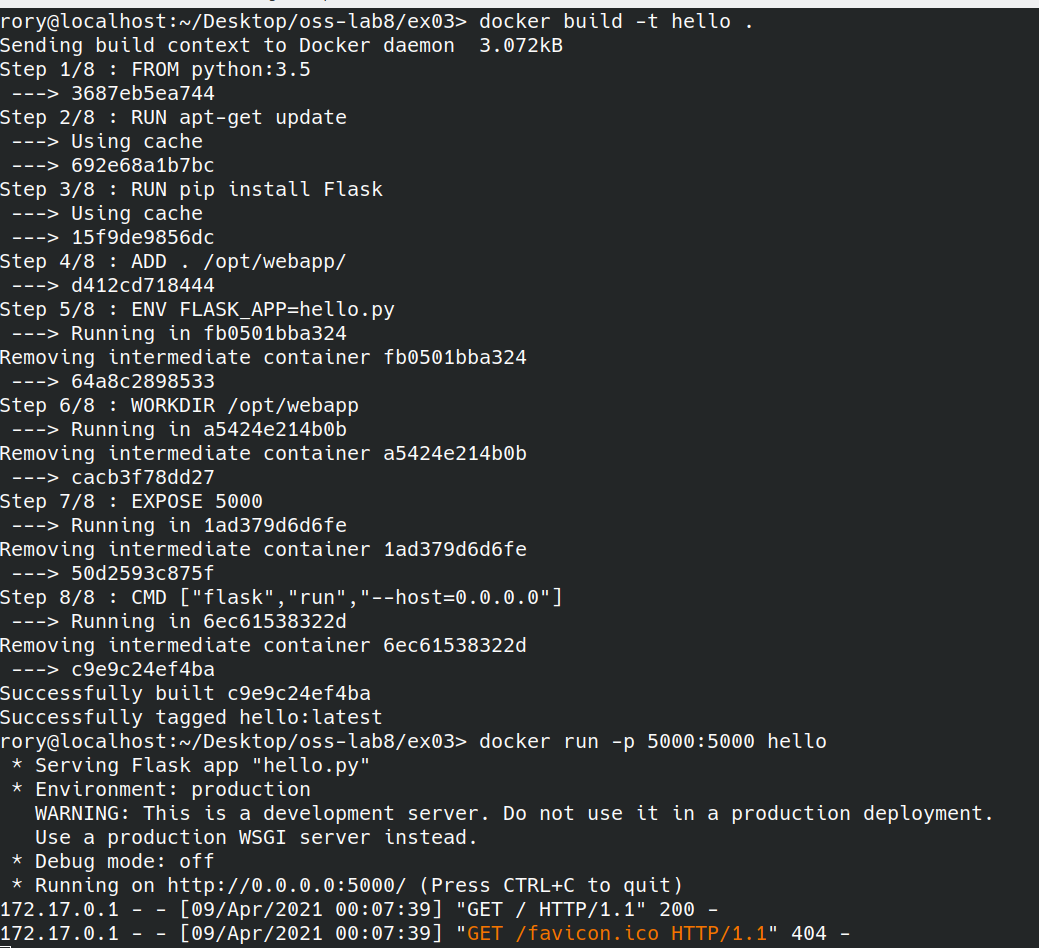 rory@localhost:~/Desktop/oss-lab8/ex03> docker build -t hello .
Sending build context to Docker daemon  3.072kB
Step 1/8 : FROM python:3.5
 ---> 3687eb5ea744
Step 2/8 : RUN apt-get update
 ---> Using cache
 ---> 692e68a1b7bc
Step 3/8 : RUN pip install Flask
 ---> Using cache
 ---> 15f9de9856dc
Step 4/8 : ADD . /opt/webapp/
 ---> d412cd718444
Step 5/8 : ENV FLASK_APP=hello.py
 ---> Running in fb0501bba324
Removing intermediate container fb0501bba324
 ---> 64a8c2898533
Step 6/8 : WORKDIR /opt/webapp
 ---> Running in a5424e214b0b
Removing intermediate container a5424e214b0b
 ---> cacb3f78dd27
Step 7/8 : EXPOSE 5000
 ---> Running in 1ad379d6d6fe
Removing intermediate container 1ad379d6d6fe
 ---> 50d2593c875f
Step 8/8 : CMD ["flask","run","--host=0.0.0.0"]
 ---> Running in 6ec61538322d
Removing intermediate container 6ec61538322d
 ---> c9e9c24ef4ba
Successfully built c9e9c24ef4ba
Successfully tagged hello:latest
rory@localhost:~/Desktop/oss-lab8/ex03> docker run -p 5000:5000 hello
 * Serving Flask app "hello.py"
 * Environment: production
   WARNING: This is a development server. Do not use it in a production deployment.
   Use a production WSGI server instead.
 * Debug mode: off
 * Running on http://0.0.0.0:5000/ (Press CTRL+C to quit)
172.17.0.1 - - [09/Apr/2021 00:07:39] "GET / HTTP/1.1" 200 -
172.17.0.1 - - [09/Apr/2021 00:07:39] "GET /favicon.ico HTTP/1.1" 404 -